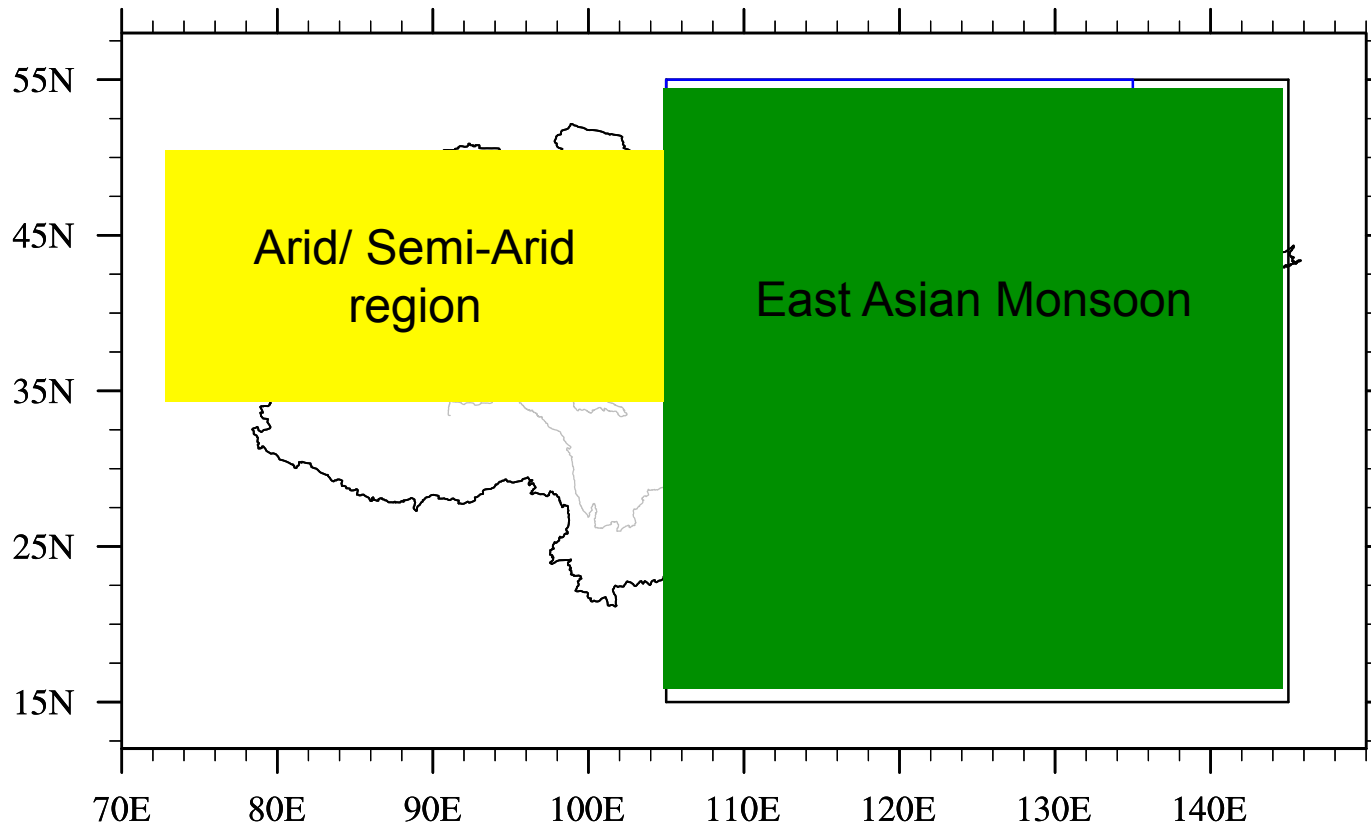 55N
45N
35N
25N
15N
Arid/ Semi-Arid
region
East Asian Monsoon
70E 80E 90E 100E 110E 120E 130E 140E